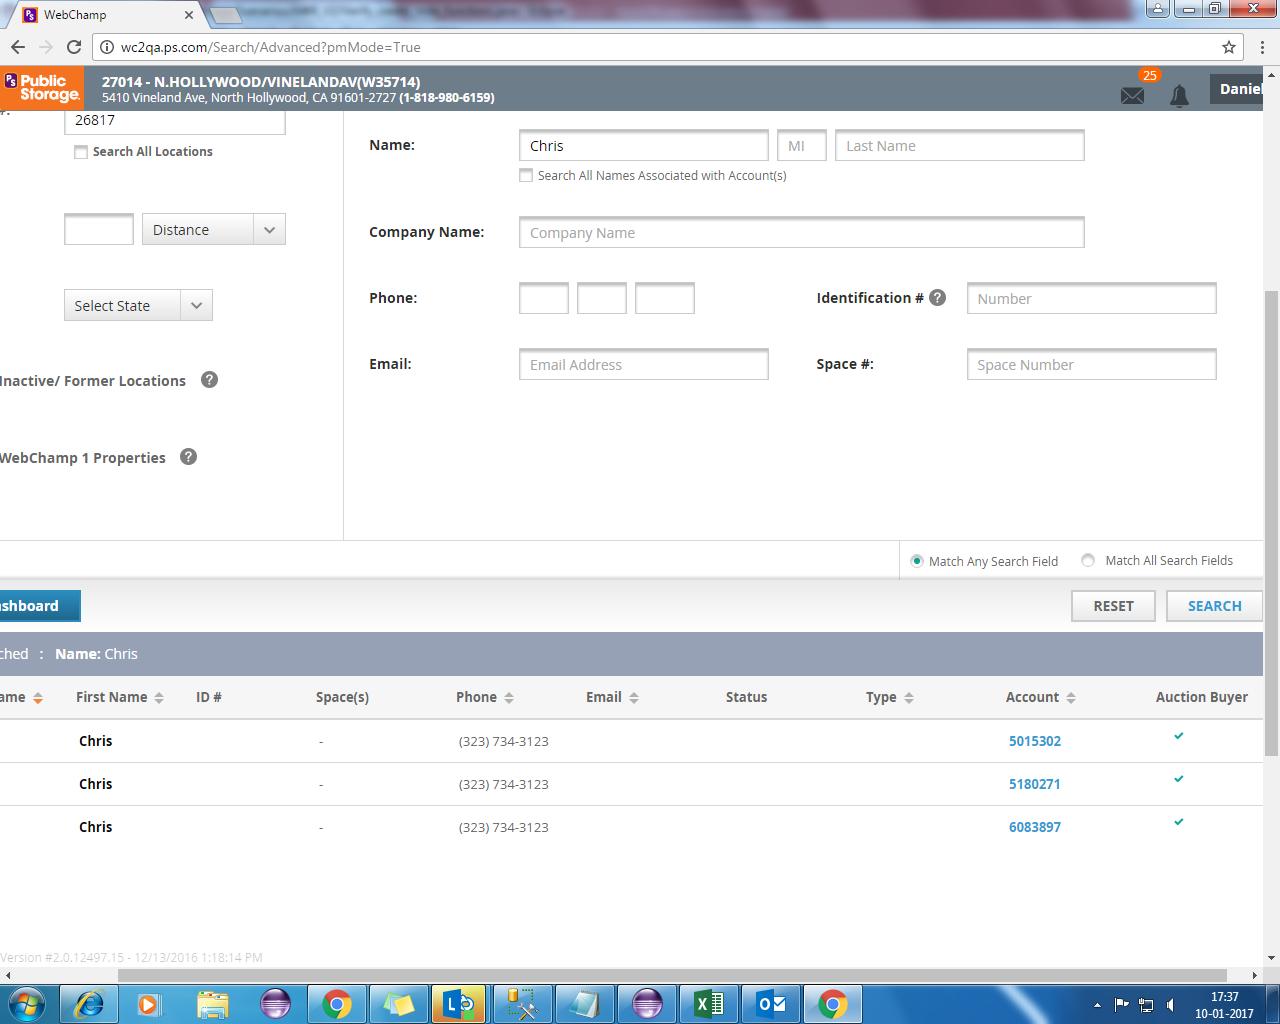 WebChamp
wc2qa.ps.com/Search/Advanced?pmMode=True
PS Public Storage
27014 - N.HOLLYWOOD/VINELANDAV(W35714)
5410 Vineland Ave, North Hollywood, CA 91601-2727 (1-818-980-6159)
25
Daniel
26817
Search All Locations
Distance
Select State
Inactive/ Former Locations ?
WebChamp 1 Properties ?
Name: Chris MI Last Name
Search All Names Associated with Account(s)
Company Name: Company Name
Phone: Identification # ? Number
Email: Email Address Space #: Space Number
Match Any Search Field Match All Search Fields
shboard RESET SEARCH
ched : Name: Chris
ame First Name ID # Space(s) Phone Email Status Type Account Auction Buyer
Chris - (323) 734-3123 5015302
Chris - (323) 734-3123 5180271
Chris - (323) 734-3123 6083897
Version #2.0.12497.15 - 12/13/2016 1:18:14 PM
17:37
10-01-2017